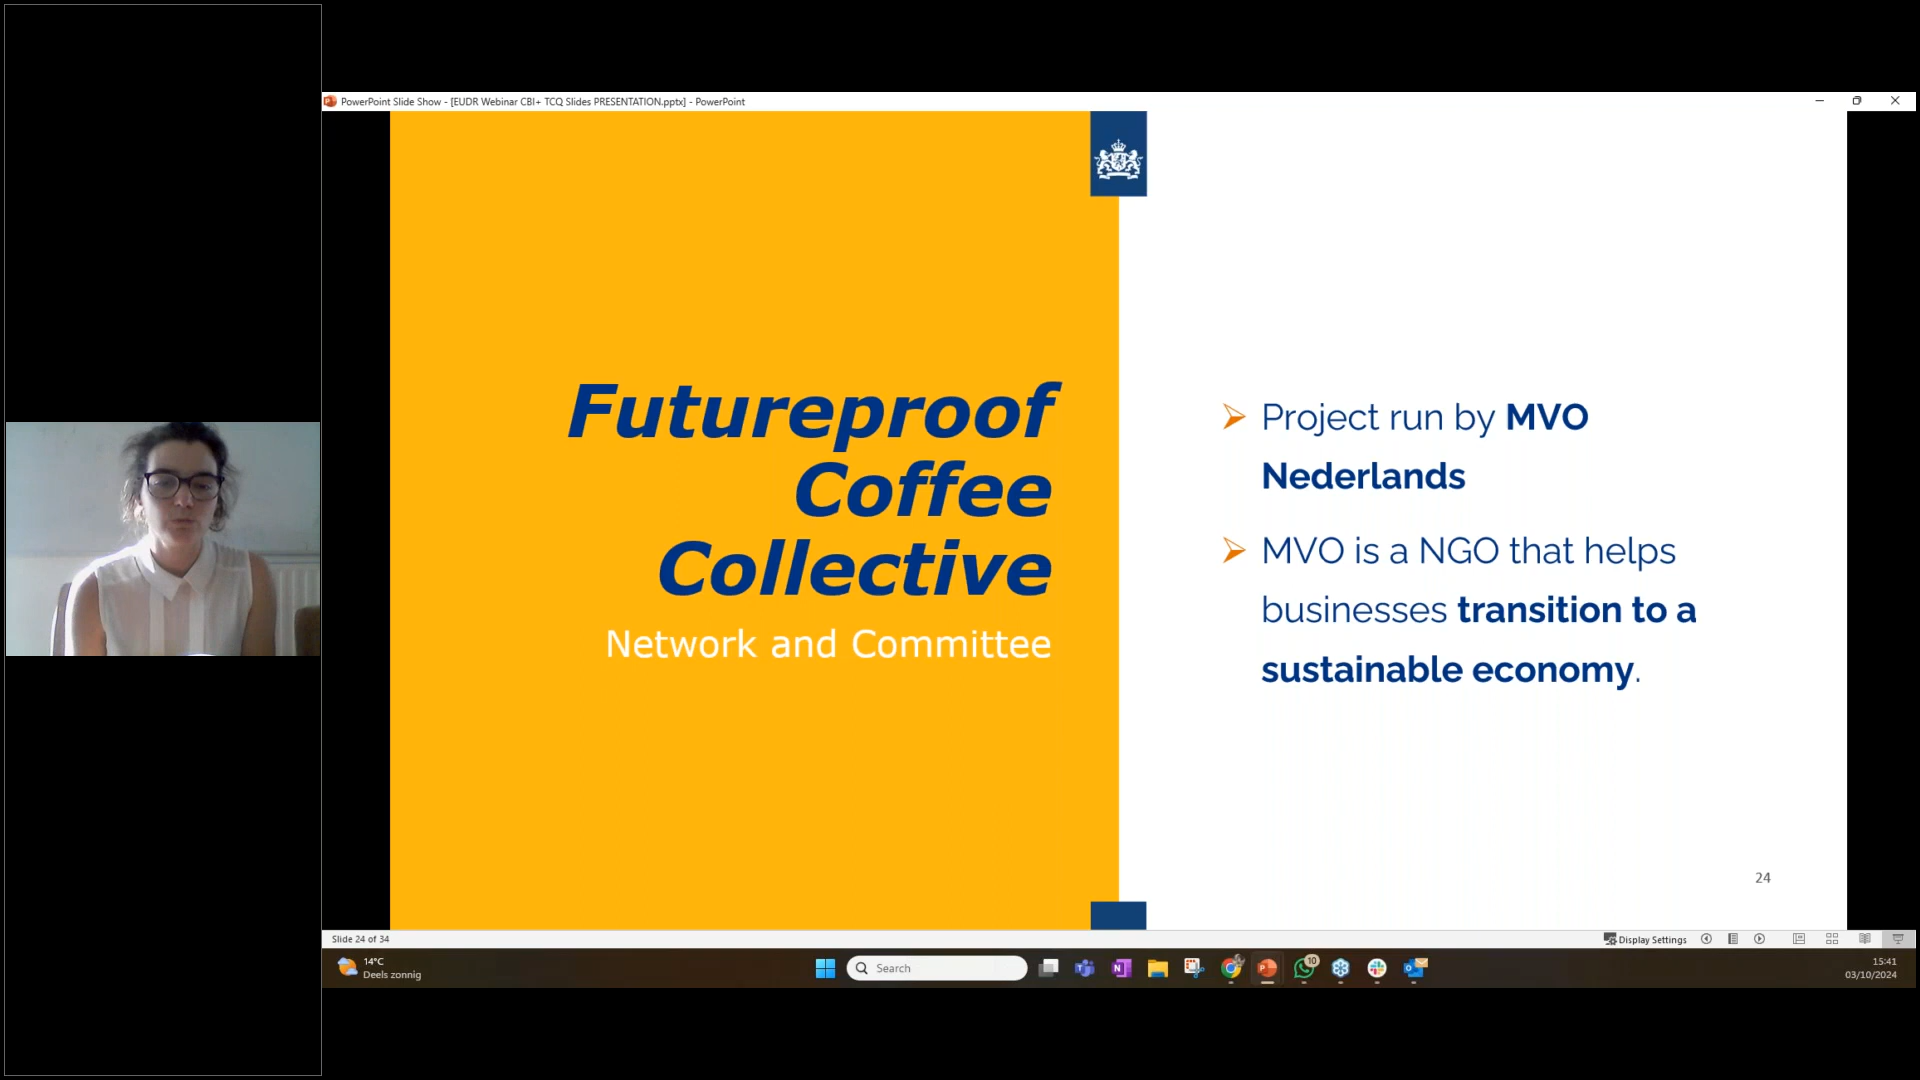 PowerPoint Slide Show - [EUDR Webinar CBI+ TCQ Slides PRESENTATION.pptx] - PowerPoint
Futureproof
Coffee
Collective
Network and Committee
Project run by MVO
Nederlands
MVO is a NGO that helps
businesses transition to a
sustainable economy.
24
Slide 24 of 34
Display Settings
14°C
Deels zonnig
Search
10
15:41
03/10/2024